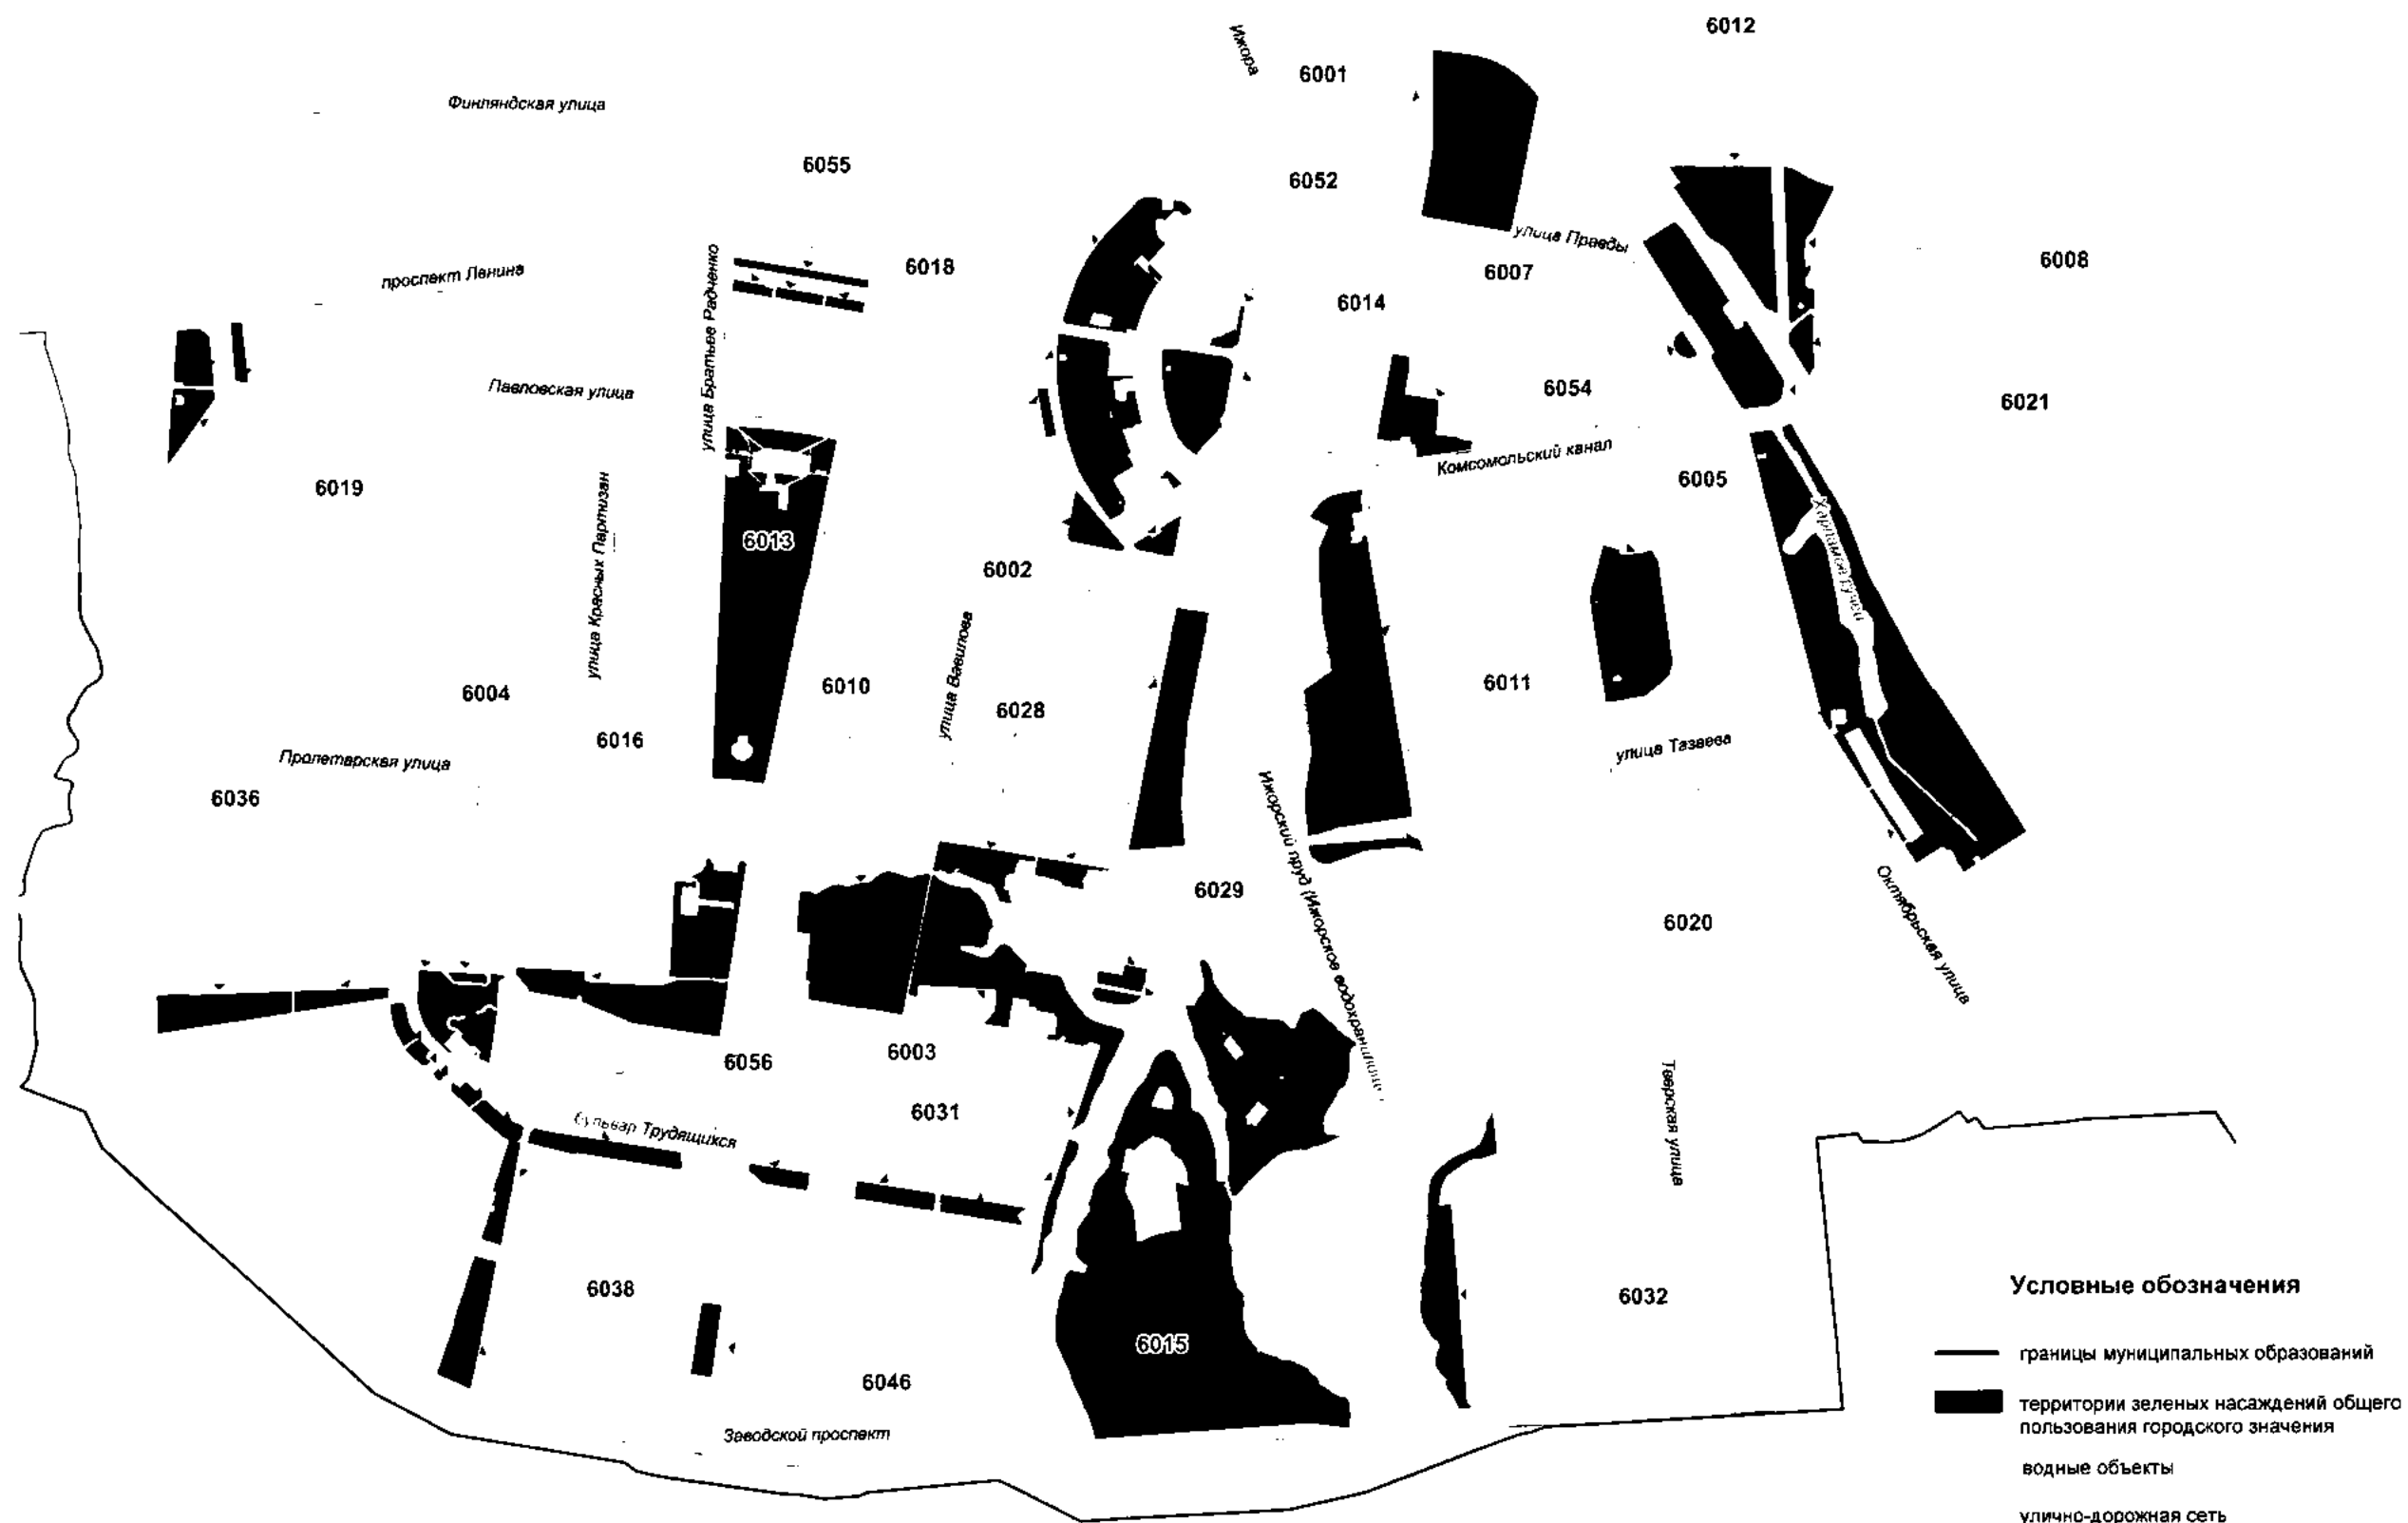 6012
Ижора
6001
Финляндская улица
6055
6052
улица Правды
6018
6007
6008
проспект Ленина
улица Братьев Радченко
6014
Павловская улица
6054
6021
Комсомольский канал
6019
6005
улица Красных Партизан
6013
6002
6004
6010
улица Вавилова
6028
6011
6016
улица Тазаева
Пролетарская улица
6036
Ижорский пруд (Ижорское водохранилище)
6029
6020
Октябрьская улица
6056
6003
6031
бульвар Трудящихся
Тверская улица
6038
6032
6015
6046
Заводской проспект
Условные обозначения
границы муниципальных образований
территории зеленых насаждений общего
пользования городского значения
водные объекты
улично-дорожная сеть